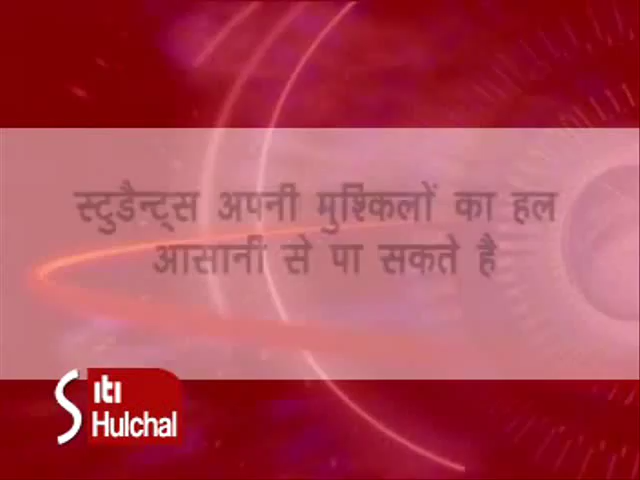 स्टुडैन्ट्स अपनी मुश्किलों का हल
आसानी से पा सकते है
Siti
Hulchal